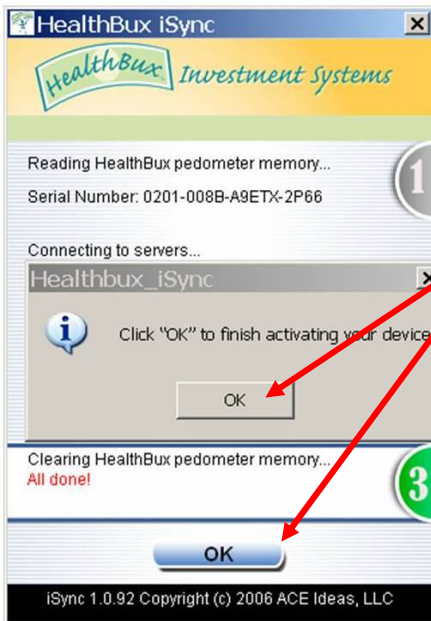 HealthBux iSync
HealthBux Investment Systems
Reading HealthBux pedometer memory...
1
Serial Number: 0201-008B-A9ETX-2P66
Connecting to servers...
Healthbux_iSync
Click "OK" to finish activating your device
OK
Clearing HealthBux pedometer memory...
All done!
3
OK
iSync 1.0.92 Copyright (c) 2006 ACE Ideas, LLC